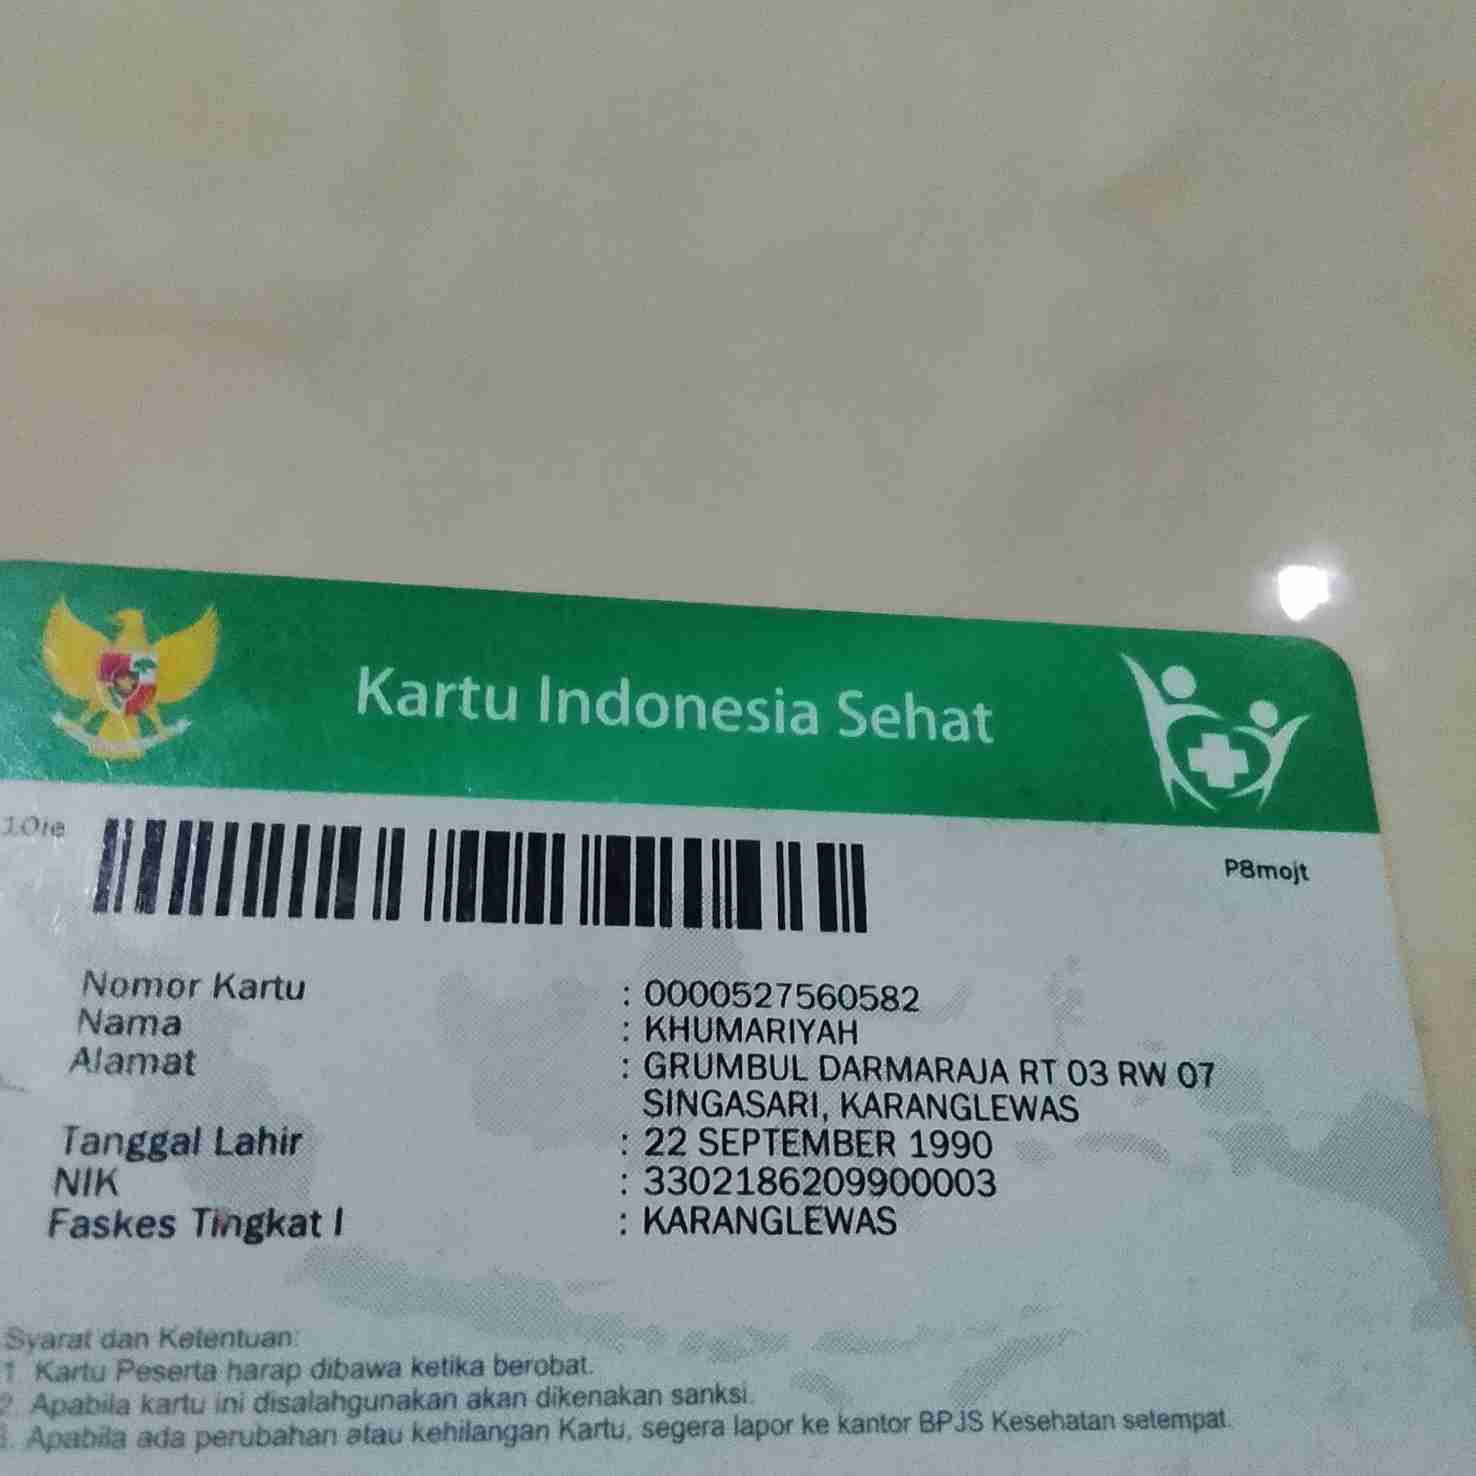 Kartu Indonesia Sehat
P8mojt
Nomor Kartu : 0000527560582
Nama : KHUMARIYAH
Alamat : GRUMBUL DARMARAJA RT 03 RW 07
SINGASARI, KARANGLEWAS
Tanggal Lahir : 22 SEPTEMBER 1990
NIK : 3302186209900003
Faskes Tingkat I : KARANGLEWAS
Syarat dan Ketentuan:
1. Kartu Peserta harap dibawa ketika berobat.
2. Apabila kartu ini disalahgunakan akan dikenakan sanksi.
3. Apabila ada perubahan atau kehilangan Kartu, segera lapor ke kantor BPJS Kesehatan setempat.